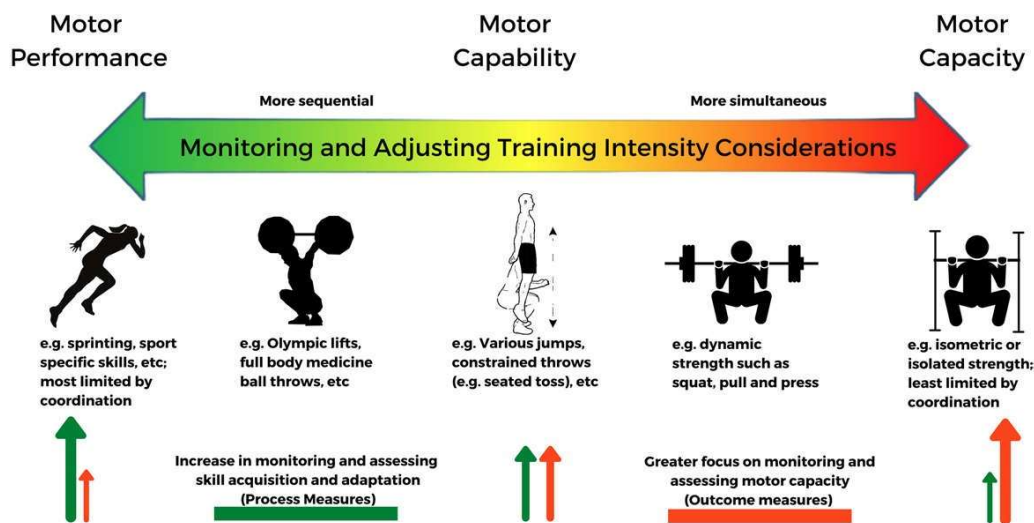 Motor
Performance
Motor
Capability
Motor
Capacity
More sequential
More simultaneous
Monitoring and Adjusting Training Intensity Considerations
e.g. sprinting, sport
specific skills, etc;
most limited by
coordination
e.g. Olympic lifts,
full body medicine
ball throws, etc
e.g. Various jumps,
constrained throws
(e.g. seated toss), etc
e.g. dynamic
strength such as
squat, pull and press
e.g. isometric or
isolated strength;
least limited by
coordination
Increase in monitoring and assessing
skill acquisition and adaptation
(Process Measures)
Greater focus on monitoring and
assessing motor capacity
(Outcome measures)